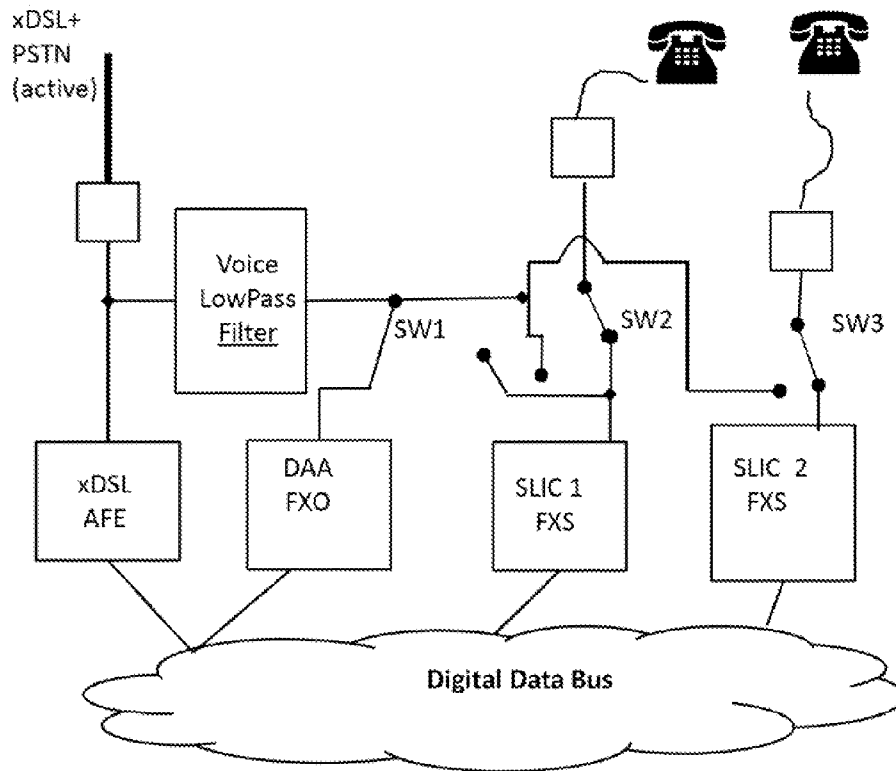 xDSL+
PSTN
(active)
Voice
LowPass
Filter
SW1
SW2
SW3
xDSL
AFE
DAA
FXO
SLIC 1
FXS
SLIC 2
FXS
Digital Data Bus